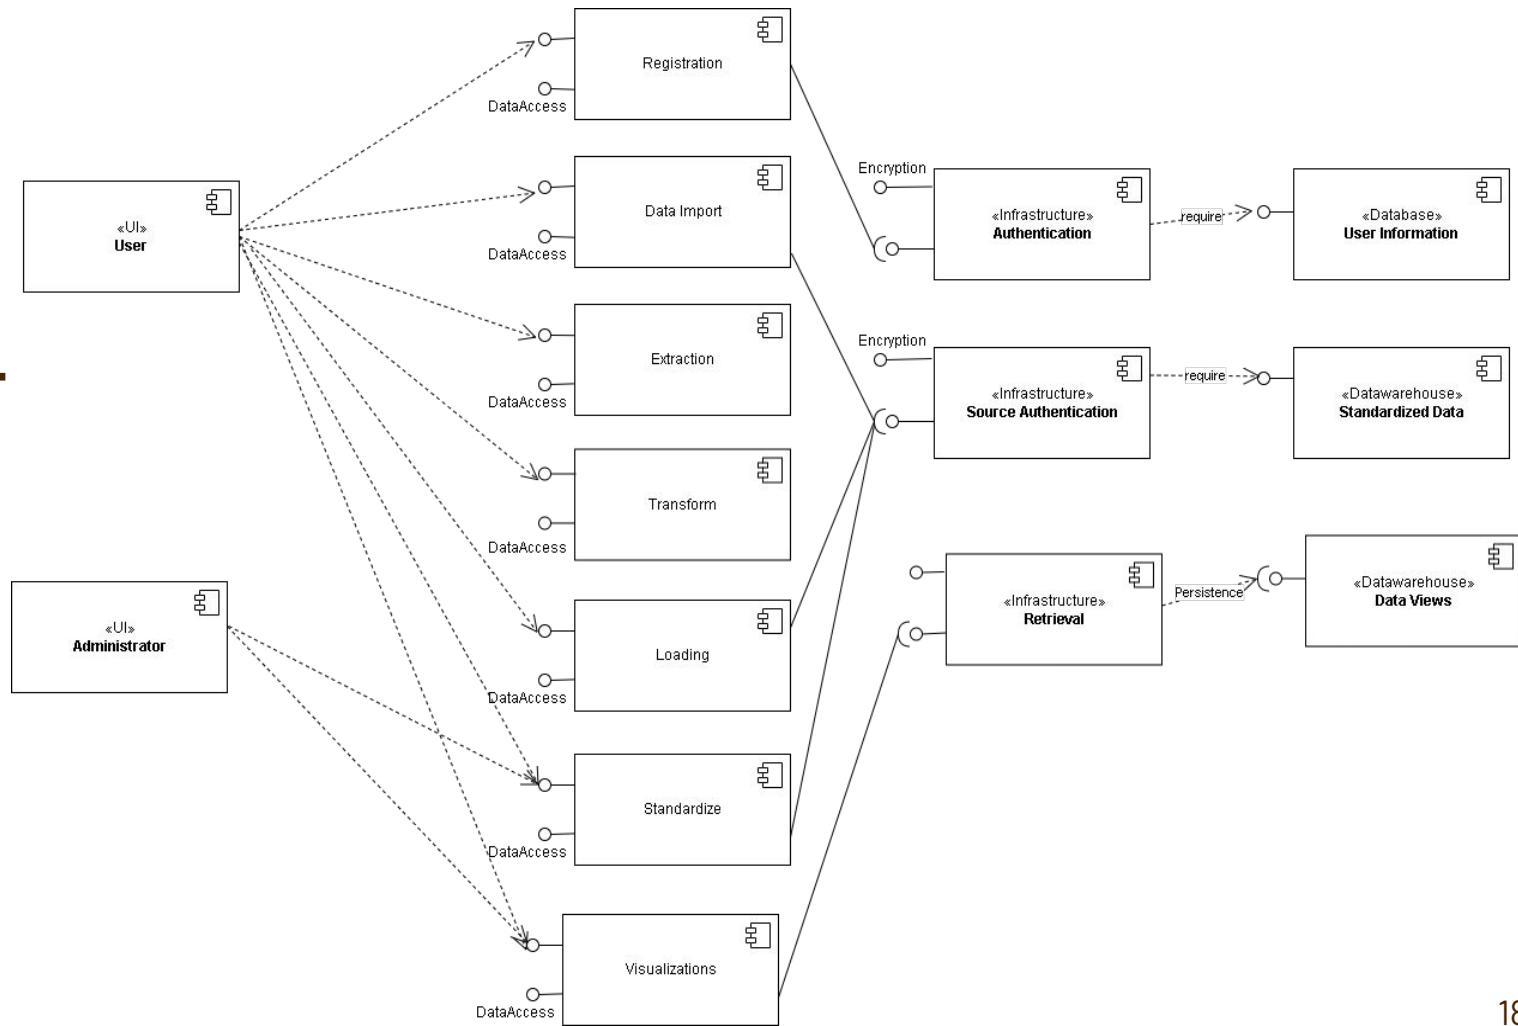 Registration
DataAccess
Data Import
DataAccess
Extraction
DataAccess
Transform
DataAccess
Loading
DataAccess
Standardize
DataAccess
Visualizations
DataAccess
«UI»
User
«UI»
Administrator
Encryption
«Infrastructure»
Authentication
require
«Database»
User Information
Encryption
«Infrastructure»
Source Authentication
require
«Datawarehouse»
Standardized Data
«Infrastructure»
Retrieval
Persistence
«Datawarehouse»
Data Views
18